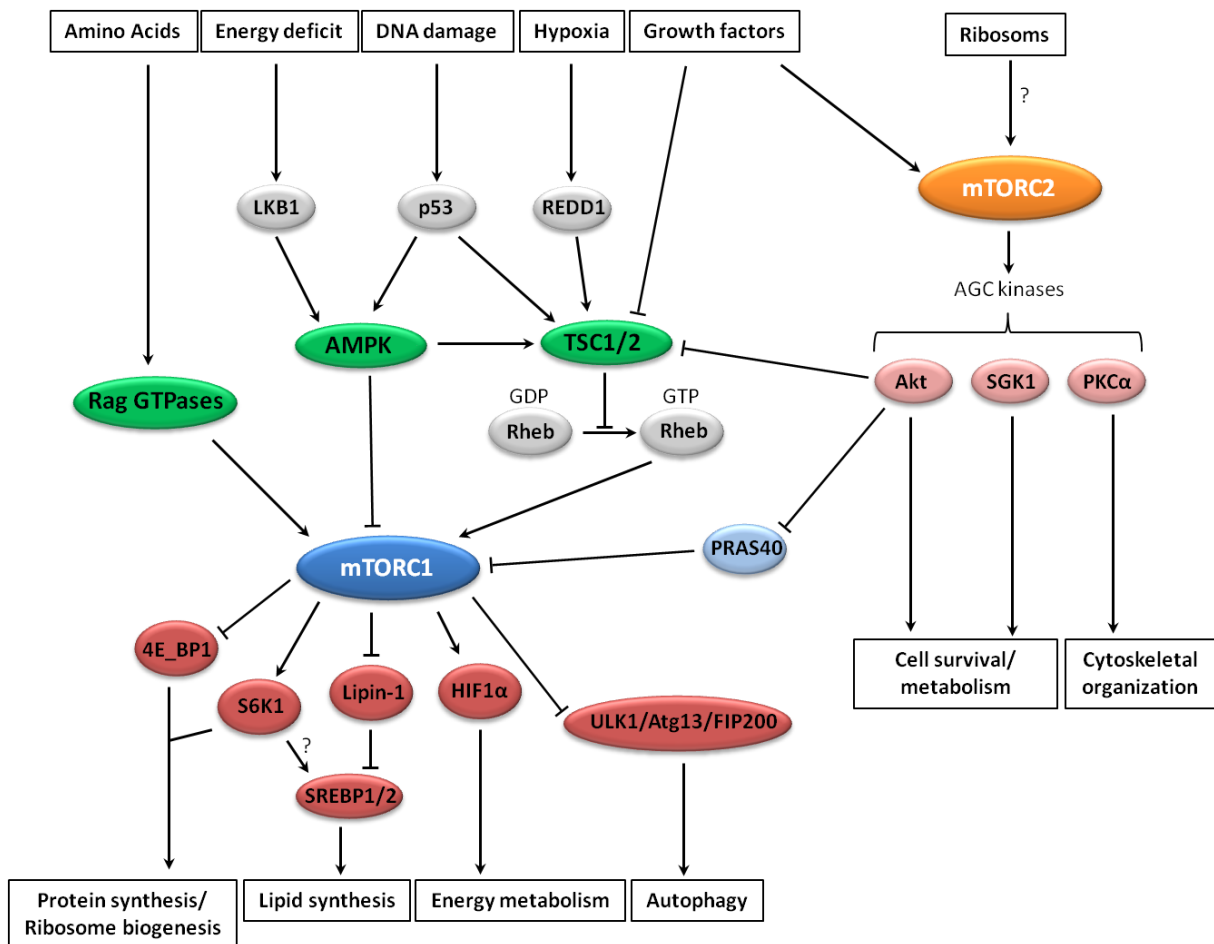 Amino Acids
Energy deficit
DNA damage
Hypoxia
Growth factors
Ribosoms
?
mTORC2
LKB1
p53
REDD1
AGC kinases
AMPK
TSC1/2
Akt
SGK1
PKCα
Rag GTPases
GDP
GTP
Rheb
Rheb
PRAS40
mTORC1
4E_BP1
S6K1
Lipin-1
HIF1α
ULK1/Atg13/FIP200
?
SREBP1/2
Cell survival/
metabolism
Cytoskeletal
organization
Protein synthesis/
Ribosome biogenesis
Lipid synthesis
Energy metabolism
Autophagy